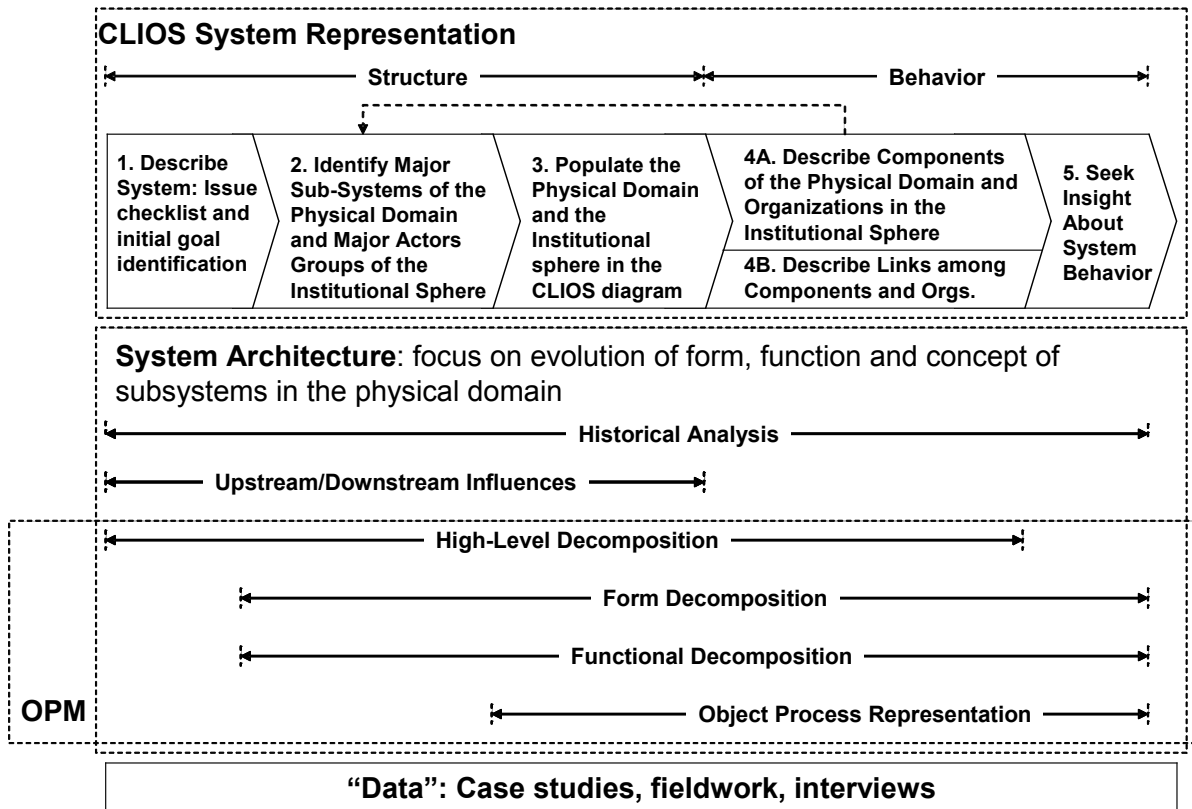 CLIOS System Representation
Structure
Behavior
1. Describe
System: Issue
checklist and
initial goal
identification
2. Identify Major
Sub-Systems of the
Physical Domain
and Major Actors
Groups of the
Institutional Sphere
3. Populate the
Physical Domain
and the
Institutional
sphere in the
CLIOS diagram
4A. Describe Components
of the Physical Domain and
Organizations in the
Institutional Sphere
4B. Describe Links among
Components and Orgs.
5. Seek
Insight
About
System
Behavior
System Architecture: focus on evolution of form, function and concept of
subsystems in the physical domain
Historical Analysis
Upstream/Downstream Influences
High-Level Decomposition
Form Decomposition
Functional Decomposition
OPM
Object Process Representation
“Data”: Case studies, fieldwork, interviews